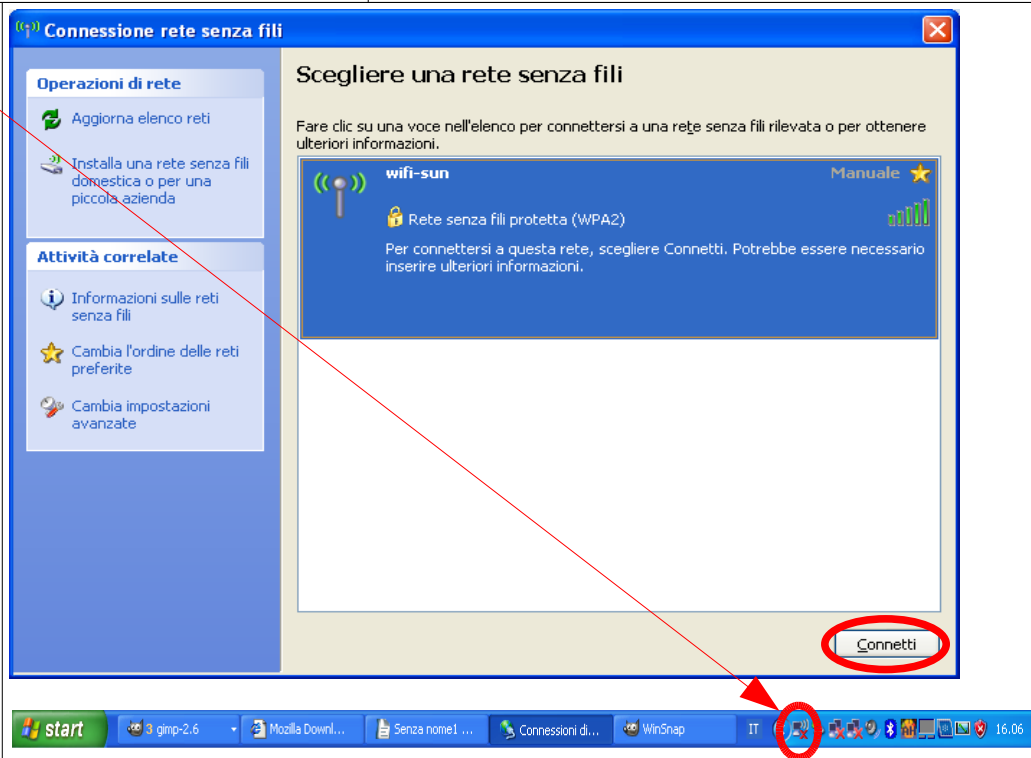 Connessione rete senza fili
Operazioni di rete
Aggiorna elenco reti
Installa una rete senza fili
domestica o per una
piccola azienda
Attività correlate
Informazioni sulle reti
senza fili
Cambia l'ordine delle reti
preferite
Cambia impostazioni
avanzate
Scegliere una rete senza fili
Fare clic su una voce nell'elenco per connettersi a una rete senza fili rilevata o per ottenere
ulteriori informazioni.
wifi-sun
Manuale
Rete senza fili protetta (WPA2)
Per connettersi a questa rete, scegliere Connetti. Potrebbe essere necessario
inserire ulteriori informazioni.
Connetti
start
3 gimp-2.6
Mozilla Downl...
Senza nome1 ...
Connessioni di...
WinSnap
IT
16.06